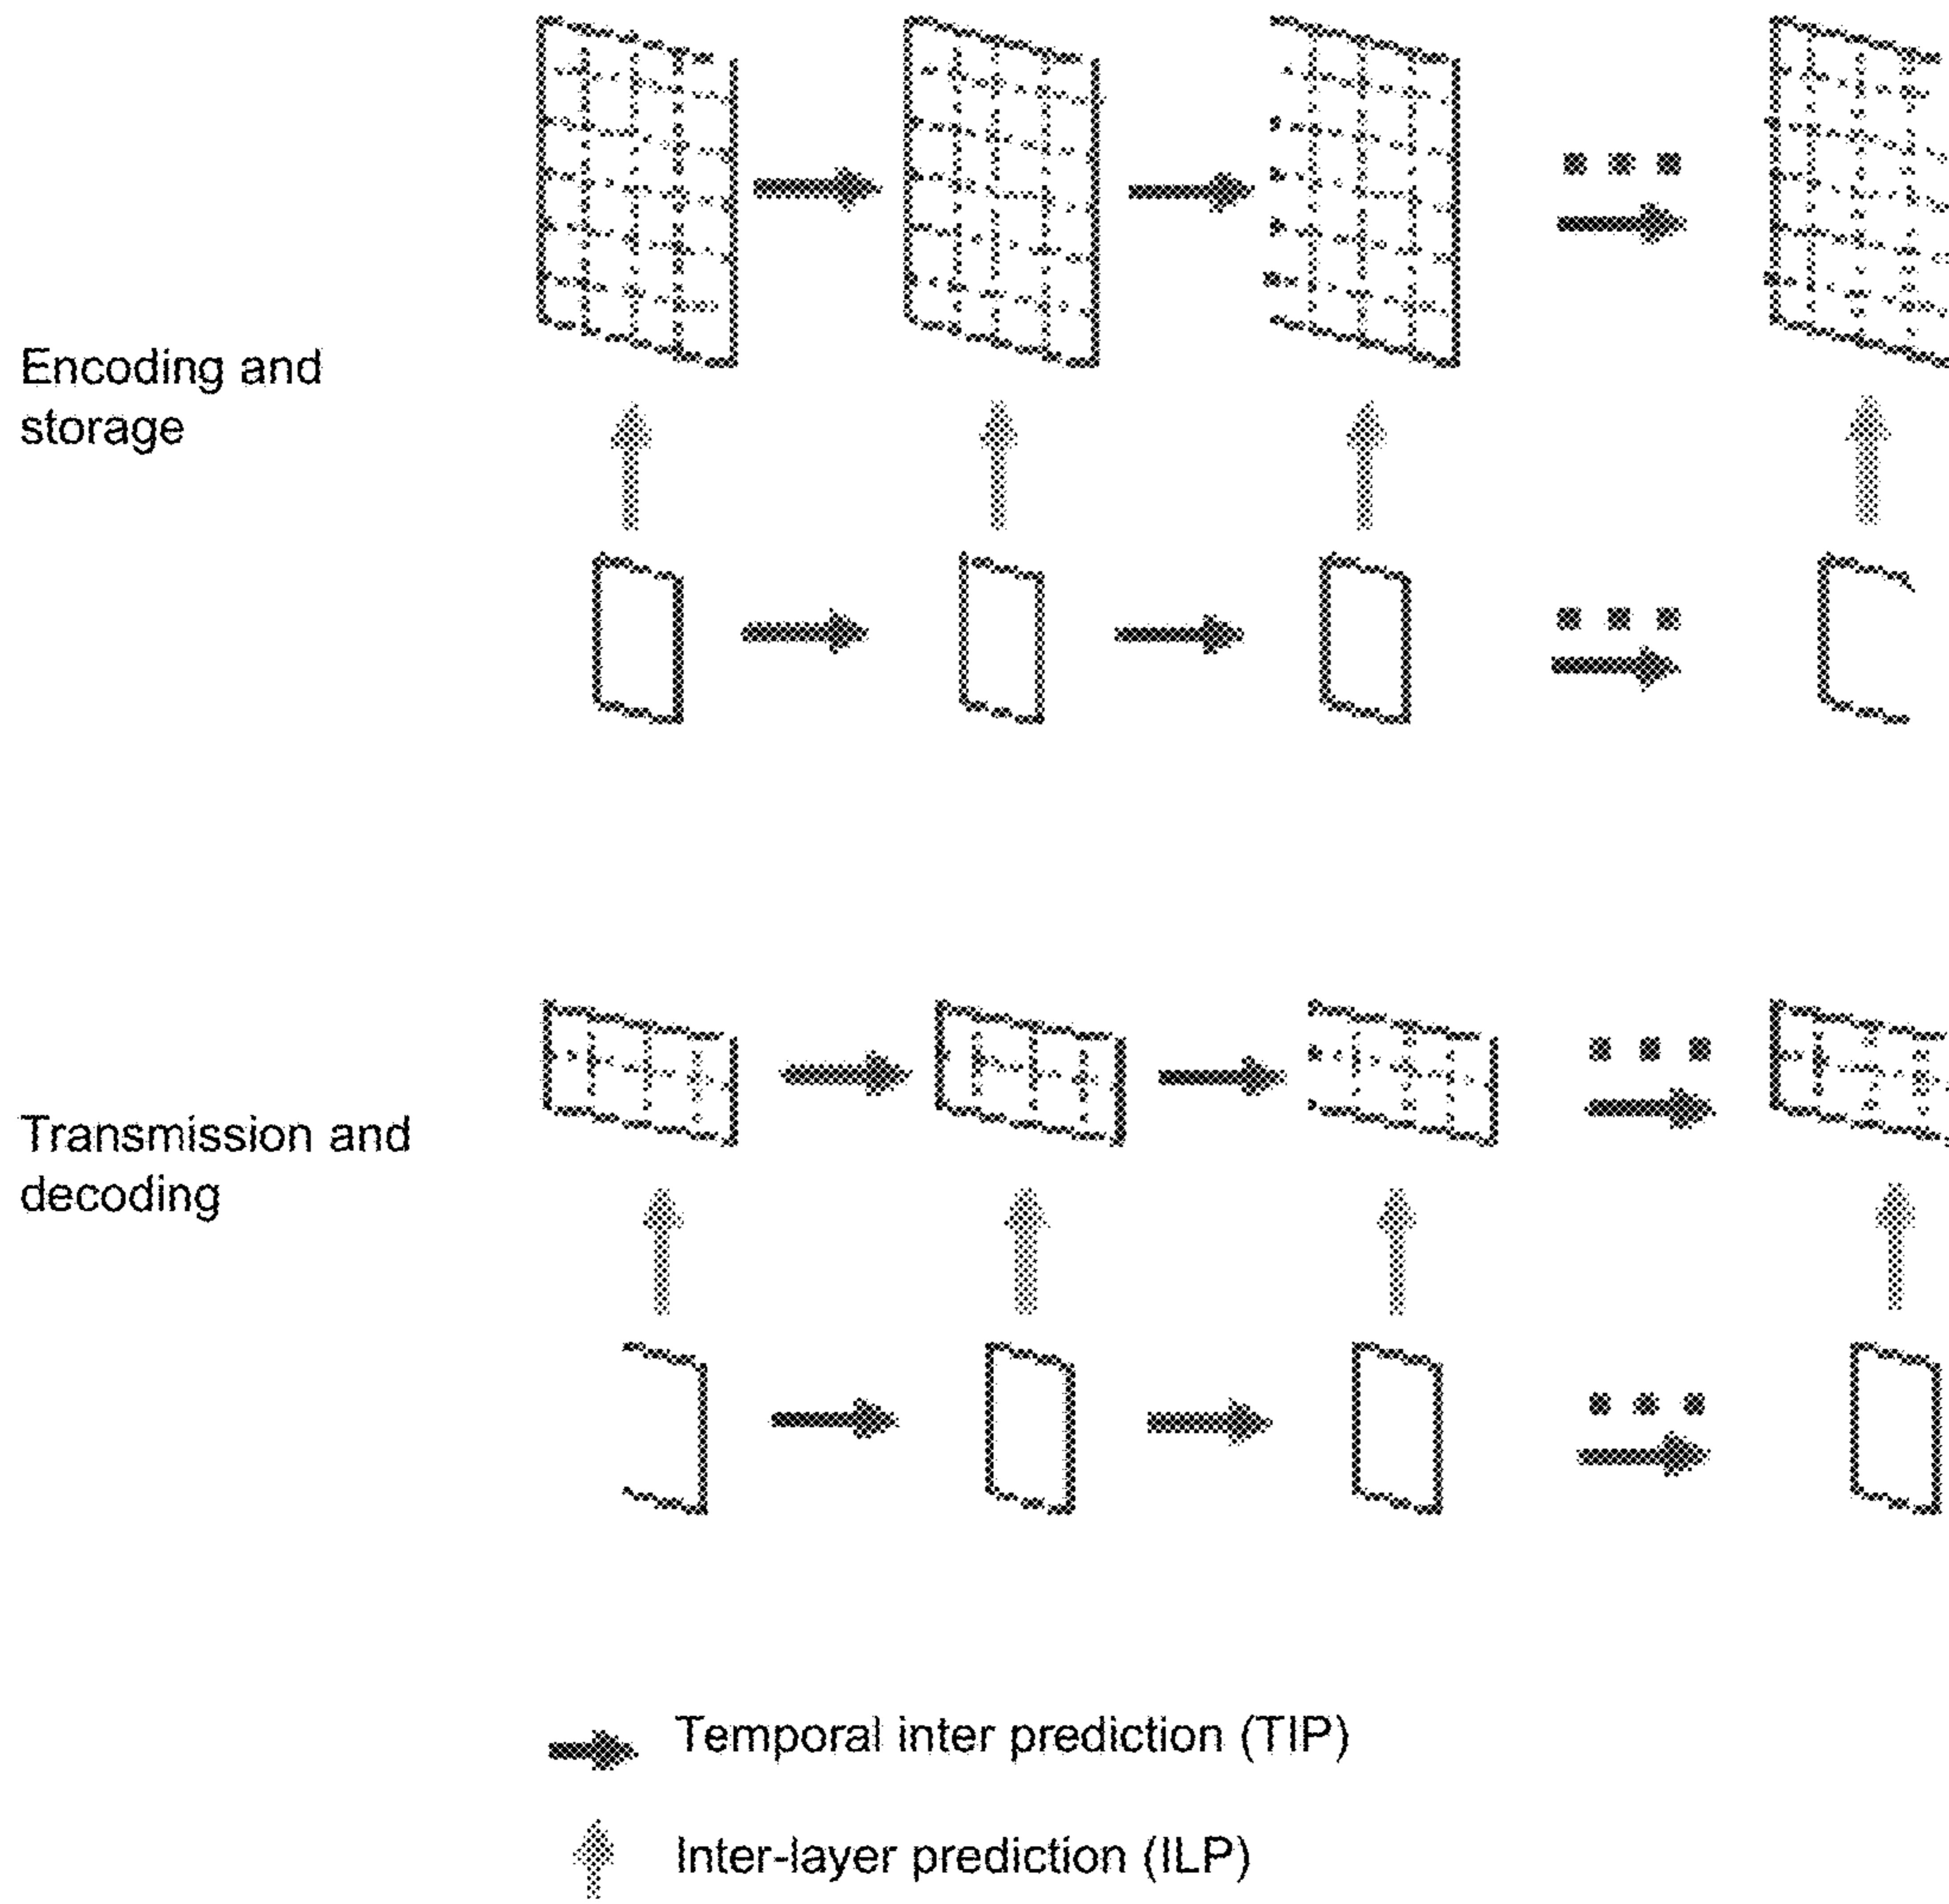 Encoding and
storage
Transmission and
decoding
Temporal inter prediction (TIP)
Inter-layer prediction (ILP)